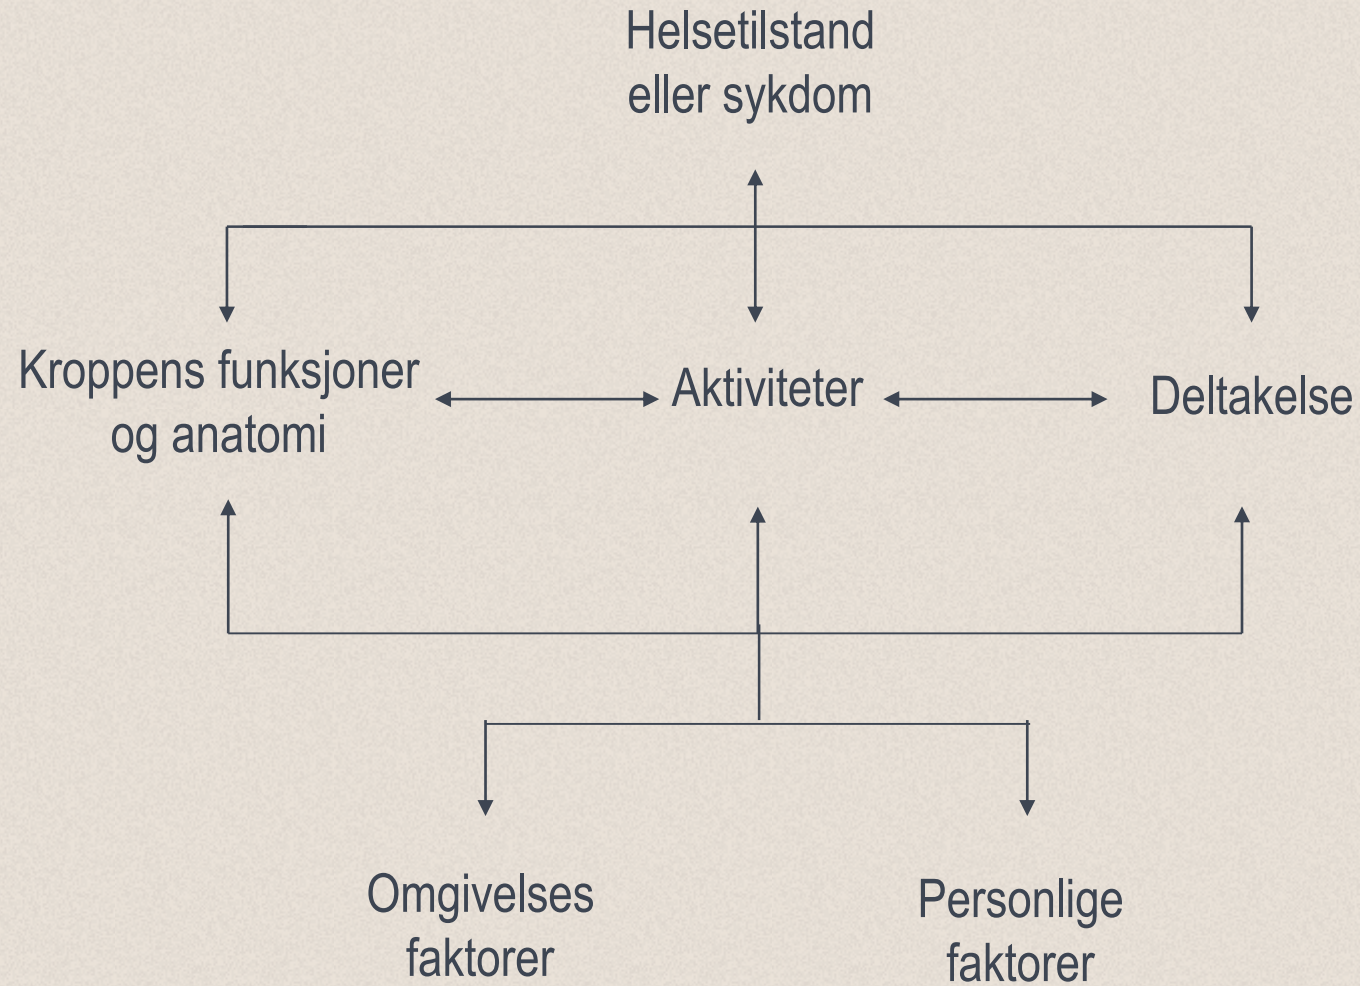 Helsetilstand
eller sykdom
Kroppens funksjoner
og anatomi
Aktiviteter
Deltakelse
Omgivelses
faktorer
Personlige
faktorer